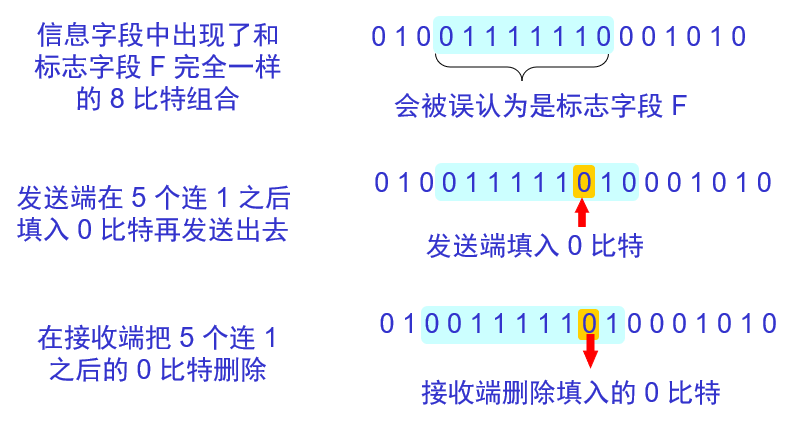 信息字段中出现了和
标志字段 F 完全一样
的 8 比特组合
0 1 0 0 1 1 1 1 1 1 0 0 0 1 0 1 0
会被误认为是标志字段 F
发送端在 5 个连 1 之后
填入 0 比特再发送出去
0 1 0 0 1 1 1 1 1 0 1 0 0 0 1 0 1 0
发送端填入 0 比特
在接收端把 5 个连 1
之后的 0 比特删除
0 1 0 0 1 1 1 1 1 0 1 0 0 0 1 0 1 0
接收端删除填入的 0 比特